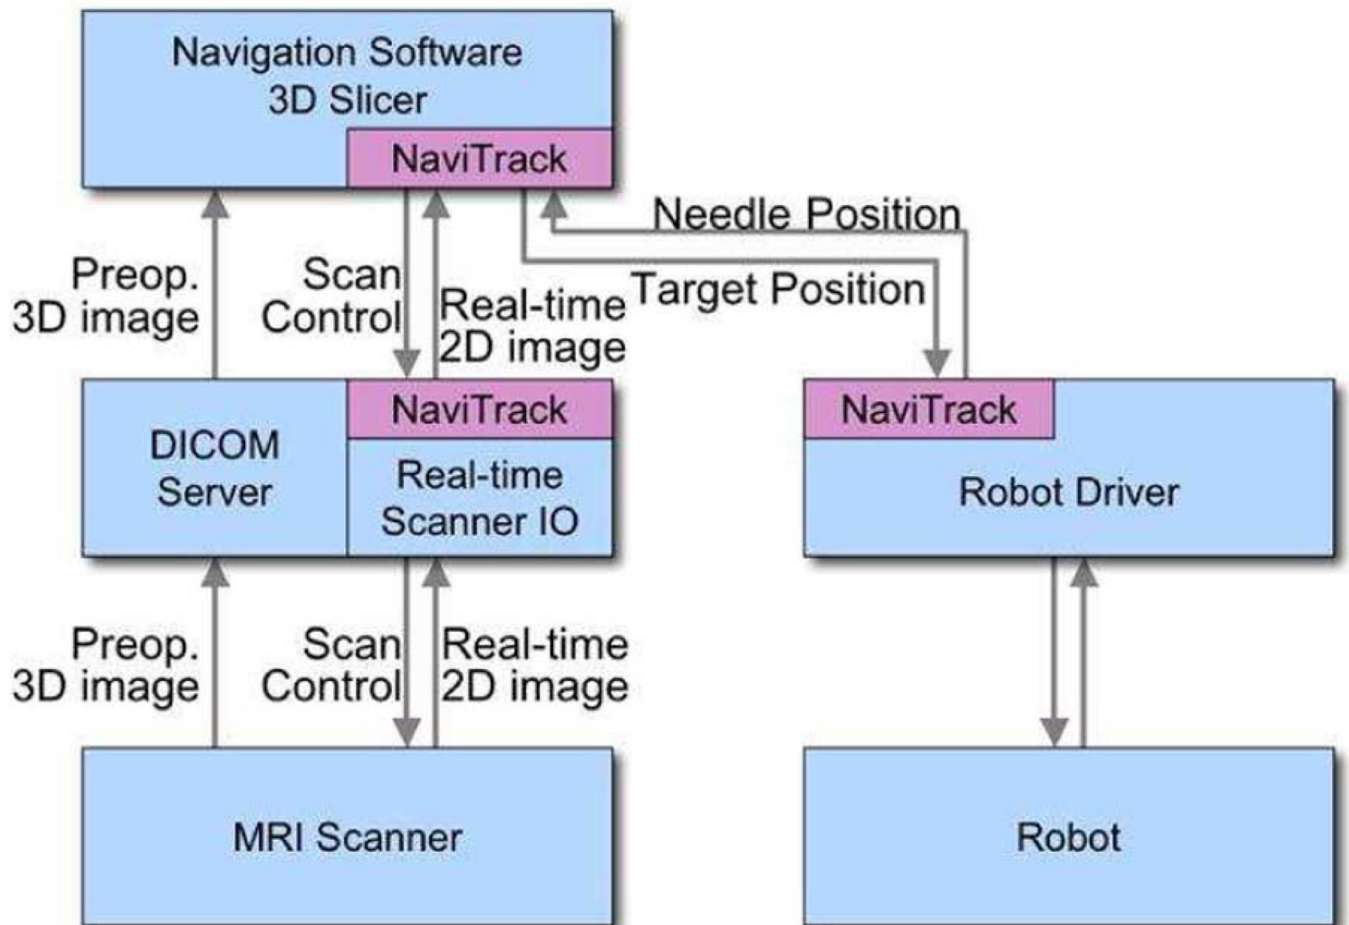 Navigation Software
3D Slicer
NaviTrack
Needle Position
Preop.
3D image
Scan
Control
Real-time
2D image
Target Position
DICOM
Server
NaviTrack
Real-time
Scanner IO
NaviTrack
Robot Driver
Preop.
3D image
Scan
Control
Real-time
2D image
MRI Scanner
Robot